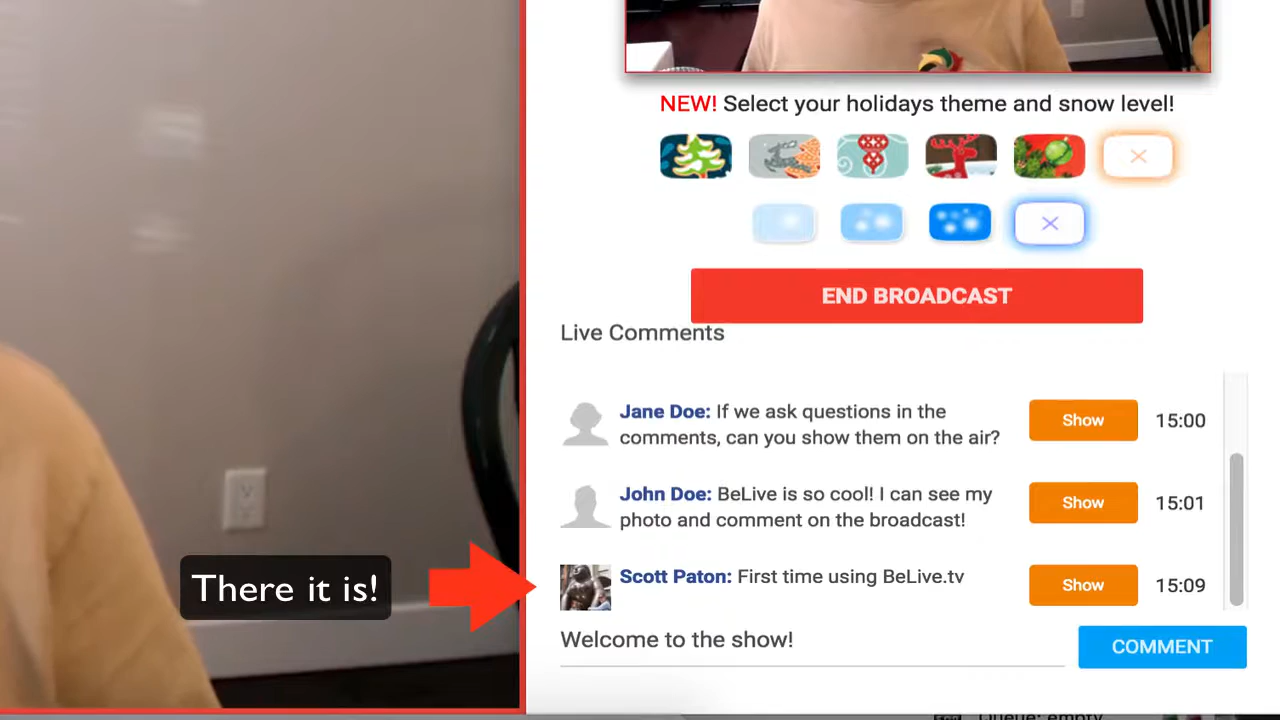 NEW! Select your holidays theme and snow level!
END BROADCAST
Live Comments
Jane Doe: If we ask questions in the
comments, can you show them on the air?
Show
15:00
John Doe: BeLive is so cool! I can see my
photo and comment on the broadcast!
Show
15:01
There it is!
Scott Paton: First time using BeLive.tv
Show
15:09
Welcome to the show!
COMMENT
Queue: empty